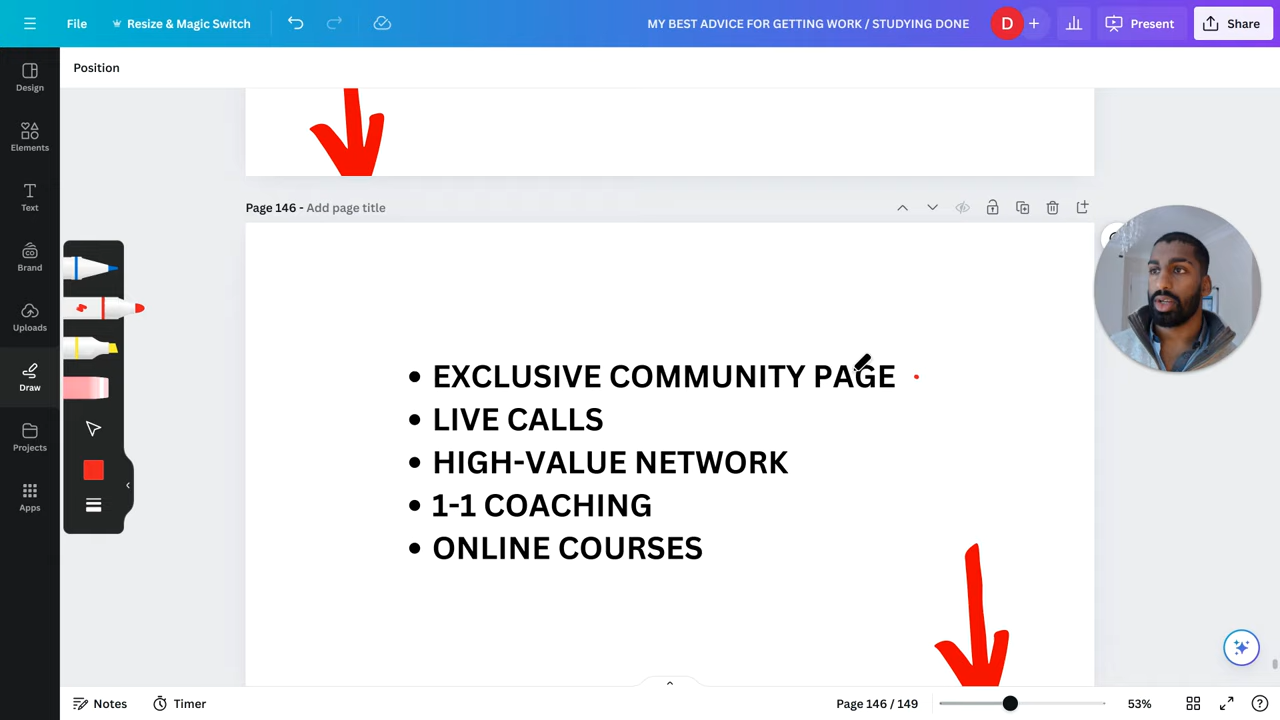 File
Resize & Magic Switch
MY BEST ADVICE FOR GETTING WORK / STUDYING DONE
D
Present
Share
Position
Design
Elements
Text
Brand
Uploads
Draw
Projects
Apps
Page 146 - Add page title
• EXCLUSIVE COMMUNITY PAGE
• LIVE CALLS
• HIGH-VALUE NETWORK
• 1-1 COACHING
• ONLINE COURSES
Notes
Timer
Page 146 / 149
53%